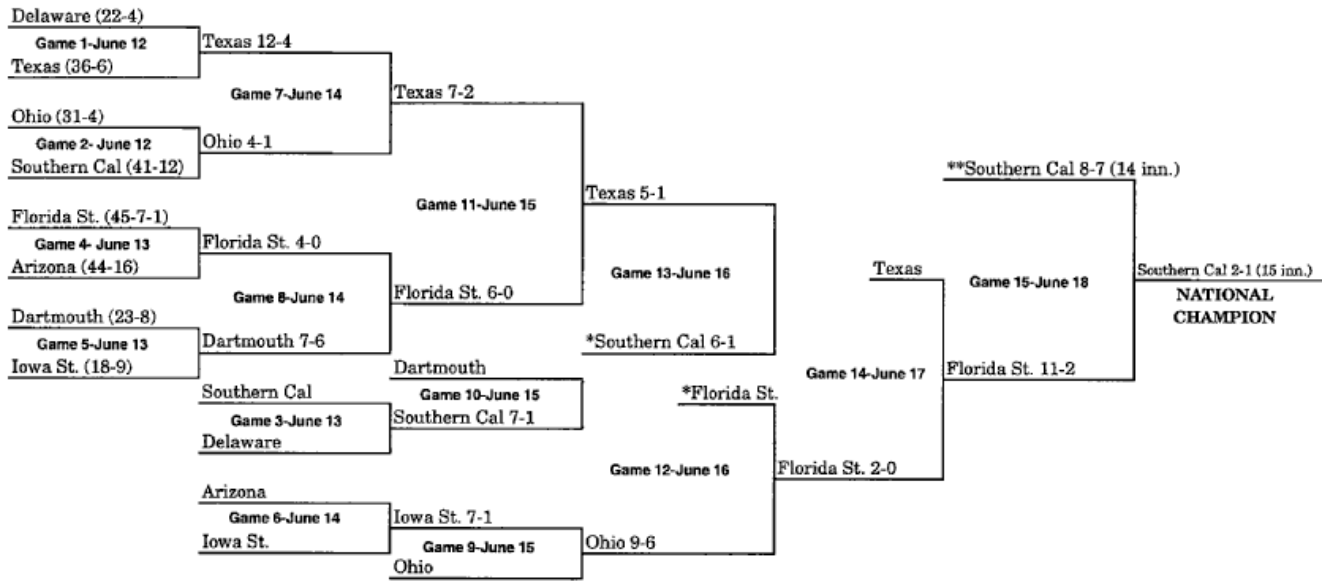 Delaware (22-4)
Game 1-June 12
Texas (36-6)
Texas 12-4
Game 7-June 14
Ohio (31-4)
Game 2- June 12
Southern Cal (41-12)
Ohio 4-1
Texas 7-2
Game 11-June 15
Florida St. (45-7-1)
Game 4- June 13
Arizona (44-16)
Florida St. 4-0
Game 8-June 14
Dartmouth (23-8)
Game 5-June 13
Iowa St. (18-9)
Dartmouth 7-6
Florida St. 6-0
Texas 5-1
Game 13-June 16
*Southern Cal 6-1
Southern Cal
Game 3-June 13
Delaware
Dartmouth
Game 10-June 15
Southern Cal 7-1
Arizona
Game 6-June 14
Iowa St.
Iowa St. 7-1
Game 9-June 15
Ohio
Ohio 9-6
*Florida St.
Game 12-June 16
Florida St. 2-0
Texas
Game 14-June 17
Florida St. 11-2
**Southern Cal 8-7 (14 inn.)
Game 15-June 18
Southern Cal 2-1 (15 inn.)
NATIONAL
CHAMPION